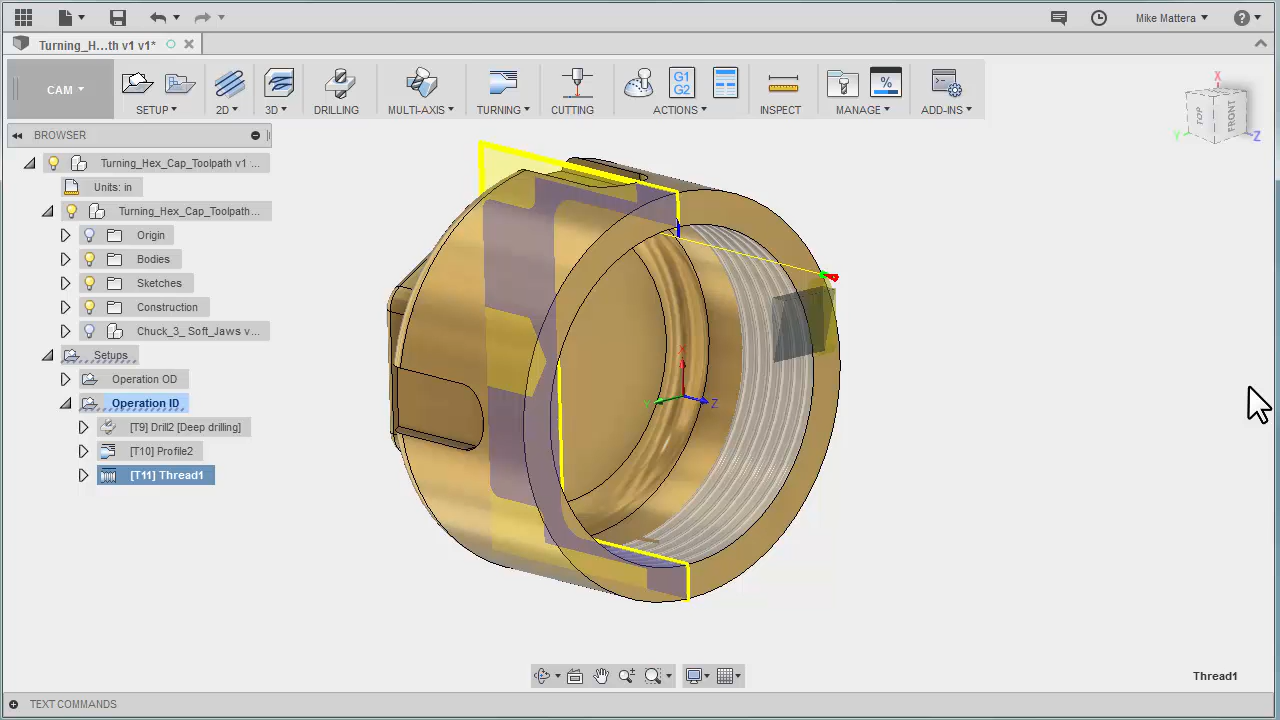 Mike Mattera
?
Turning_H...th v1 v1*
CAM
SETUP
2D
3D
DRILLING
MULTI-AXIS
TURNING
CUTTING
G1
G2
ACTIONS
INSPECT
%
MANAGE
ADD-INS
X
TOP
FRONT
Y
Z
BROWSER
Turning_Hex_Cap_Toolpath v1 ...
Units: in
Turning_Hex_Cap_Toolpath...
Origin
Bodies
Sketches
Construction
Chuck_3_ Soft_Jaws v...
Setups
Operation OD
Operation ID
[T9] Drill2 [Deep drilling]
[T10] Profile2
[T11] Thread1
X
Y
Z
Thread1
TEXT COMMANDS